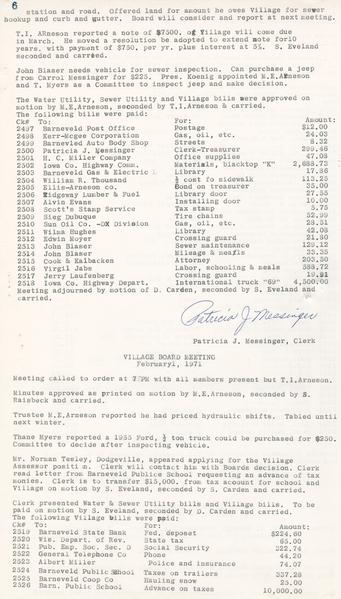 6
station and road. Offered land for amount he owes Village for sewer
hookup and curb and gutter. Board will consider and report at next meeting.
T.I. ARneson reported a note of $7500. of Village will come due
in March. He moved a resolution be adopted to extend note for10
years. with payment of $750. per yr. plus interest at 5%. S. Eveland
seconded and carried.
John Blaser needs vehicle for sewer inspection. Can purchase a jeep
from Carrol Messinger for $225. Pres. Koenig appointed M.E.Arneson
and T. Myers as a Committee to inspect jeep and make decision.
The Water Utility, Sewer Utility and Village bills were approved on
motion by M.E.Arneson, seconded by T.I.Arneson & carried.
The following bills were paid:
Ck# To: For: Amount:
2497 Barneveld Post Office Postage $12.00
2498 Kerr-McGee Corporation Gas, oil, etc. 24.03
2499 Barnevled Auto Body Shop Streets 8.32
2500 Patricia J. Messinger Clerk-Treasurer 299.46
2501 H. C. Miller Company Office supplies 47.03
2502 Iowa Co. Highway Comm. Materials, blacktop "K" 2,688.73
2503 Barneveld Gas & Electric Library 17.86
2504 William R. Thousand ½ cost fo sidewalk 113.25
2505 Ellis-Arneson co. Bond on treasurer 35.00
2506 Ridgeway Lumber & Fuel Library door 27.55
2507 Alvin Evans Installing door 10.00
2508 Scott's Stamp Service Tax stamp 5.75
2509 Sieg Dubuque Tire chains 52.99
2510 Sun Oil Co. -DX Division Gas, oil, etc. 28.51
2511 Wilma Hughes Library 42.03
2512 Edwin Moyer Crossing guard 21.80
2513 John Blaser Sewer maintenance 129.12
2514 John Blaser Mileage & meals 33.35
2515 Cook & Kalbacken Attorney 203.50
2516 Virgil Jabs Labor, schooling & meals 388.72
2517 Jerry Laufenberg Crossing guard 19.91
2518 Iowa Co. Highway Depart. International truck "69" 4,500.00
Meeting adjourned by motion of D. Carden, seconded by S. Eveland and
carried.
Patricia J Messinger
Patricia J. Messinger, Clerk
VILLAGE BOARD MEETING
February1, 1971
Meeting called to order at 7:PM with all members present but T.I.Arneson.
Minutes approved as printed on motion by M.E.Arneson, seconded by S.
Raisbeck and carried.
Trustee M.E.Arneson reported he had priced hydraulic shifts. Tabled until
next winter.
Thane Myers reported a 1955 Ford, ½ ton truck could be purchased for $250.
Committee to decide after inspecting vehicle.
Mr. Norman Tesley, Dodgeville, appeared applying for the Village
Assessor position. Clerk will contact him with Boards decision. Clerk
read letter from Barneveld Publice School requesting an advance of tax
monies. Clerk is to transfer $15,000. from tax account for school and
Village on motion by S. Eveland, seconded by S. Carden and carried.
Clerk presented Water & Sewer Utility bills and Village bills. To be
paid on motion by S. Eveland, seconded by D. Carden and carried.
The following Village bills were paid:
Ck# To: For: Amount:
2519 Barneveld State Bank Fed. deposit $224.60
2520 Wis. Depart. of Rev. State tax 65.00
2521 Pub. Emp. Soc. Sec. D Social Security 322.74
2522 General Telephone Co Phone 44.20
2523 Albert Miller Police and insurance 74.07
2524 Barneveld Public School Taxes on trailers 337.28
2525 Barneveld Coop Co Hauling snow 25.00
2526 Barn. Public School Advance on taxes 10,000.00